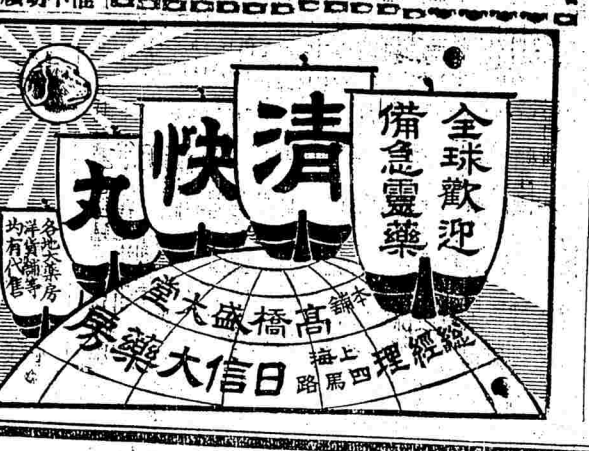 全球歡迎
備急靈藥
清快丸
各地大藥房
洋貨舖等
均有代售
本舖 高橋盛大堂
總經理 上海四馬路 日信大藥房